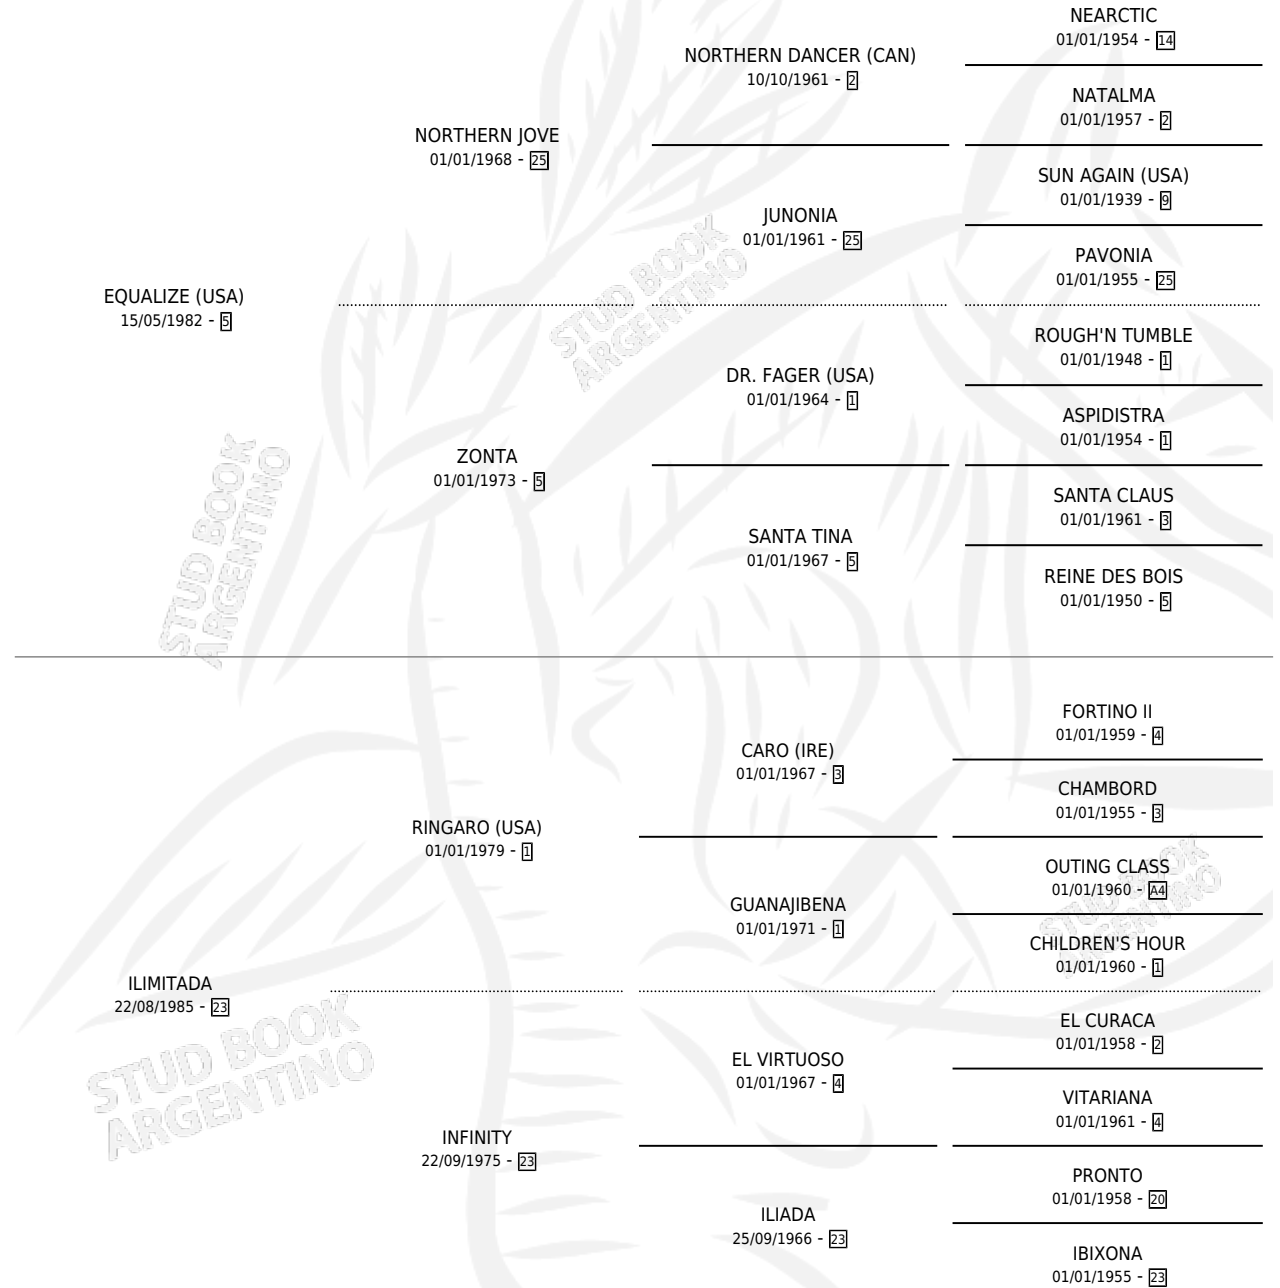 NEARCTIC
01/01/1954 - 14
NORTHERN DANCER (CAN)
10/10/1961 - 2
NATALMA
01/01/1957 - 2
NORTHERN JOVE
01/01/1968 - 25
SUN AGAIN (USA)
01/01/1939 - 9
JUNONIA
01/01/1961 - 25
PAVONIA
01/01/1955 - 25
EQUALIZE (USA)
15/05/1982 - 5
STUD BOOK
ARGENTINO
ROUGH'N TUMBLE
01/01/1948 - 1
DR. FAGER (USA)
01/01/1964 - 1
ASPIDISTRA
01/01/1954 - 1
ZONTA
01/01/1973 - 5
SANTA CLAUS
01/01/1961 - 3
SANTA TINA
01/01/1967 - 5
REINE DES BOIS
01/01/1950 - 5
STUD BOOK
ARGENTINO
FORTINO II
01/01/1959 - 4
CARO (IRE)
01/01/1967 - 3
CHAMBORD
01/01/1955 - 3
RINGARO (USA)
01/01/1979 - 1
OUTING CLASS
01/01/1960 - A4
GUANAJIBENA
01/01/1971 - 1
CHILDREN'S HOUR
01/01/1960 - 1
STUD BOOK
ARGENTINO
ILIMITADA
22/08/1985 - 23
EL CURACA
01/01/1958 - 2
EL VIRTUOSO
01/01/1967 - 4
VITARIANA
01/01/1961 - 4
STUD BOOK
ARGENTINO
INFINITY
22/09/1975 - 23
PRONTO
01/01/1958 - 20
ILIADA
25/09/1966 - 23
IBIXONA
01/01/1955 - 23